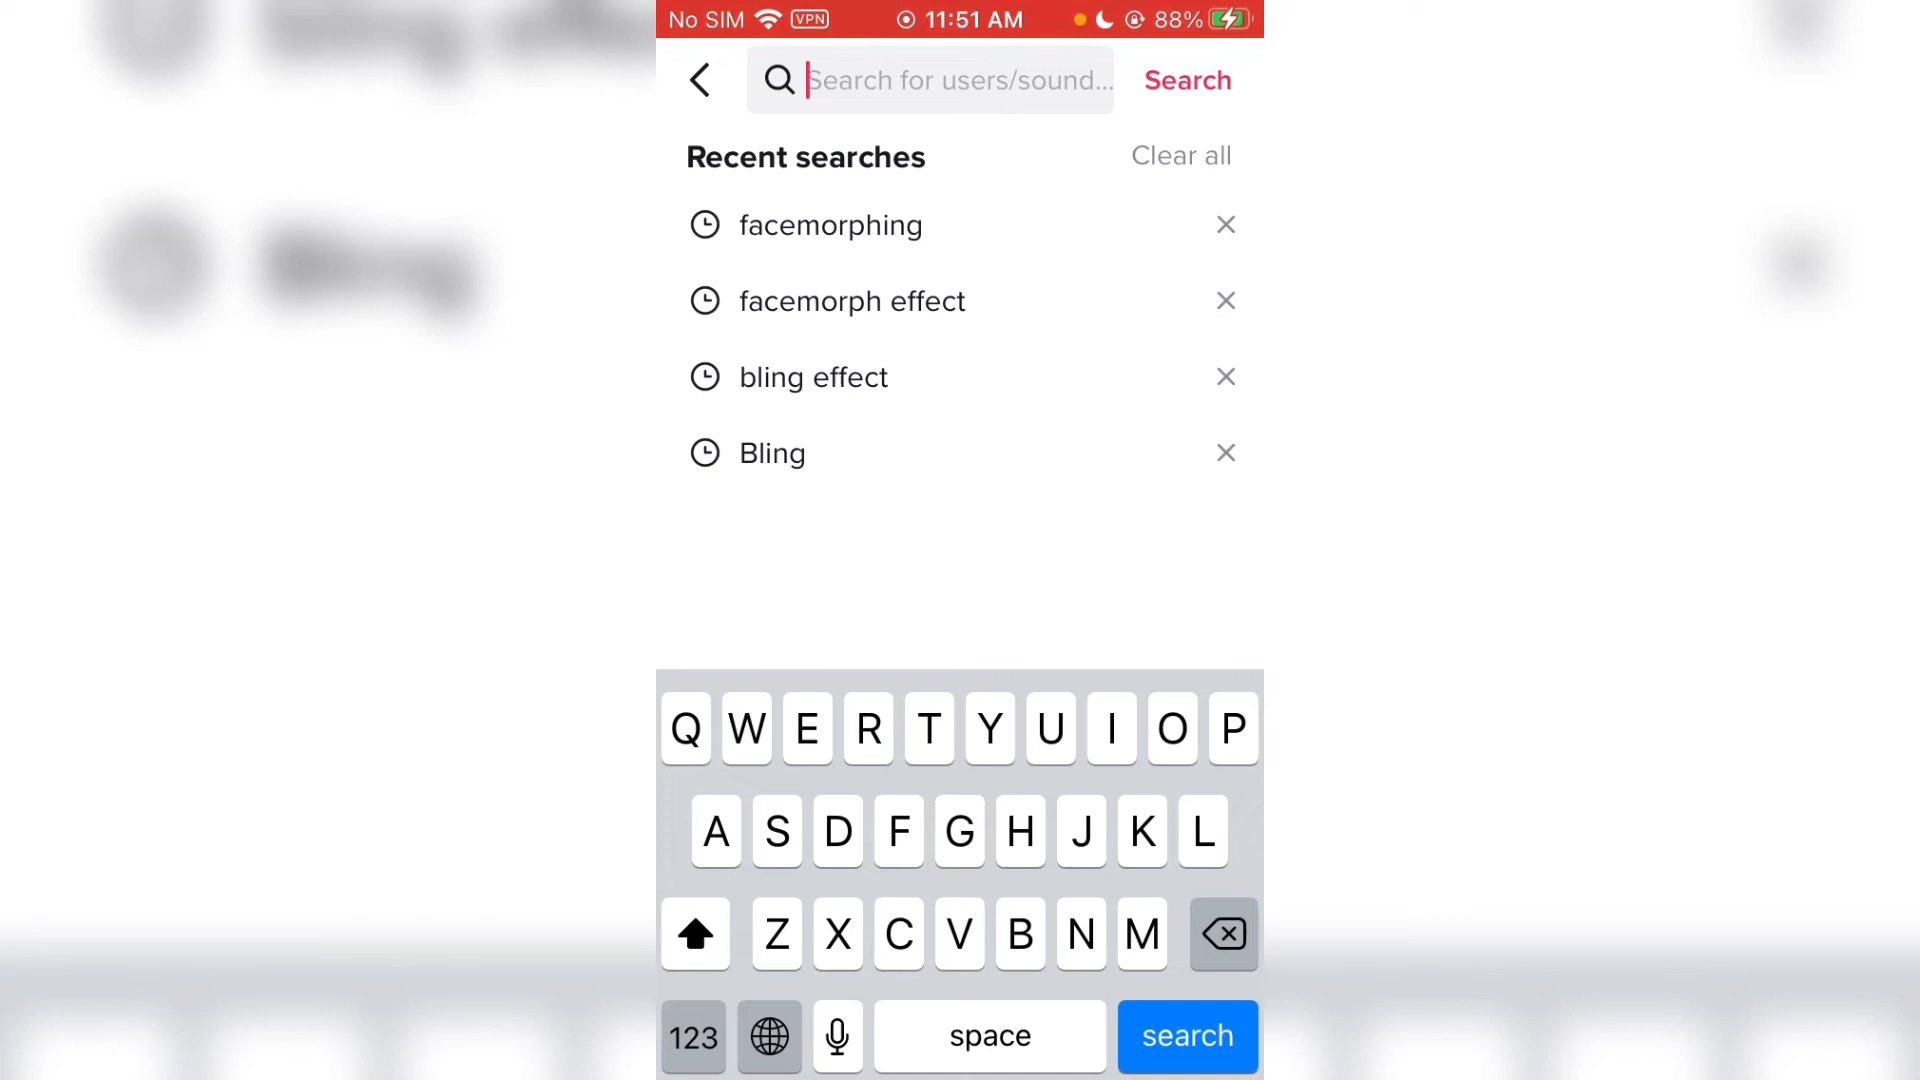 No SIM VPN 11:51 AM 88%
Search for users/sound... Search
Recent searches Clear all
facemorphing
facemorph effect
bling effect
Bling
Q W E R T Y U I O P
A S D F G H J K L
Z X C V B N M
123 space search
Bling